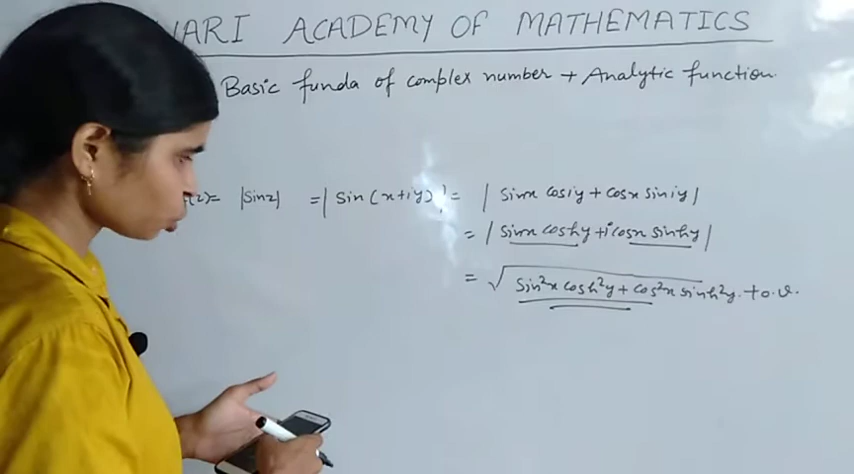 ACADEMY OF MATHEMATICS
Basic funda of complex number + Analytic function.
= |sinz| = |sin(x+iy)| = |sinx cosiy + cosx siniy|
= |sinx coshy + i cosx sinhy|
= √sin²x cosh²y + cos²x sinh²y. + 0.i